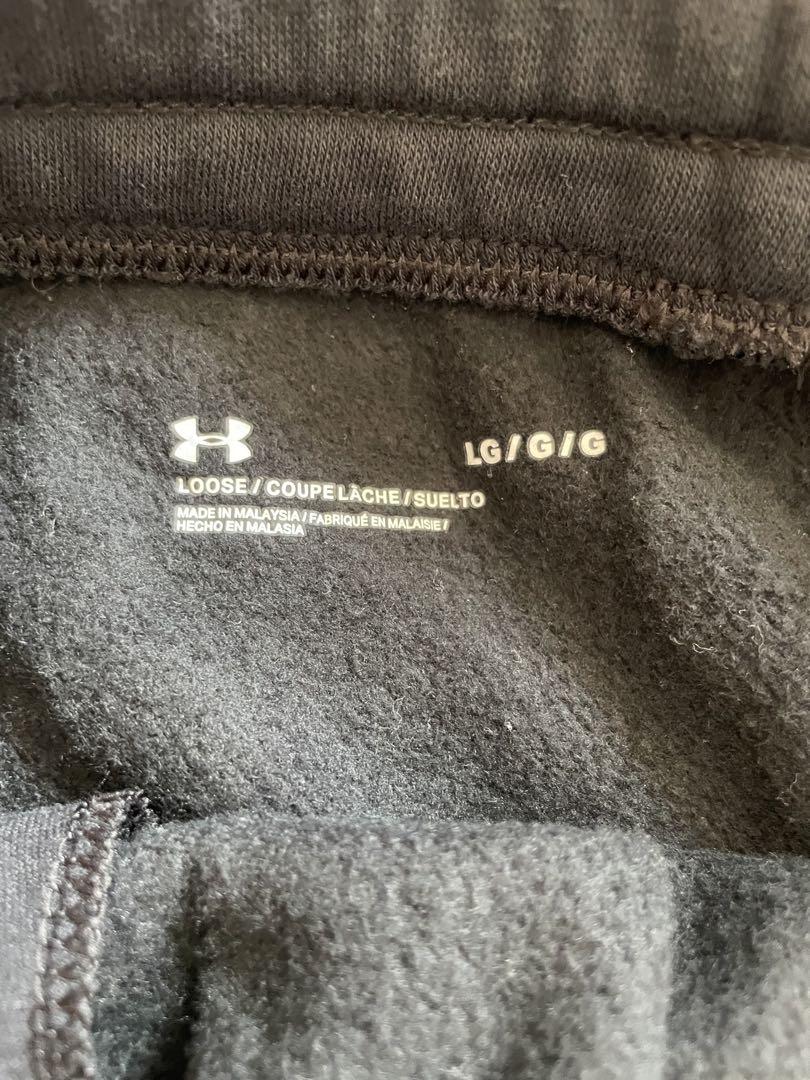 LG/G/G
LOOSE/COUPE LÂCHE/SUELTO
MADE IN MALAYSIA/FABRIQUÉ EN MALAISIE/
HECHO EN MALASIA